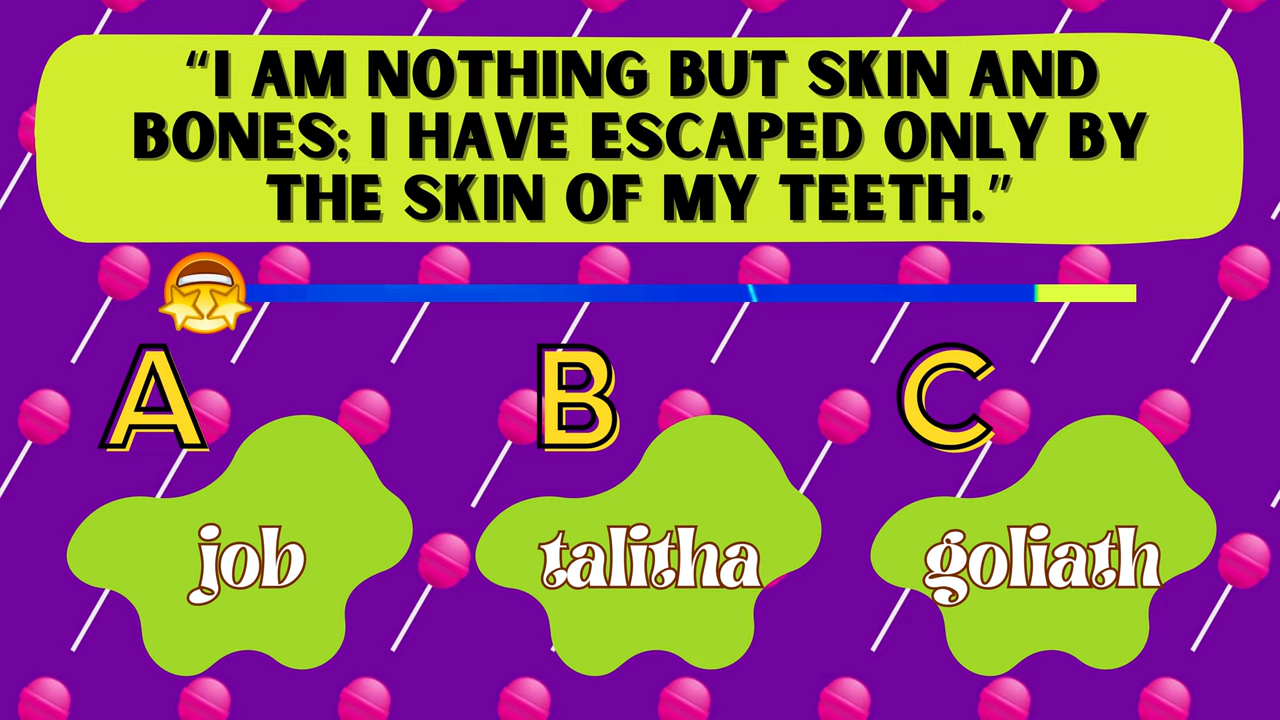 “I AM NOTHING BUT SKIN AND
BONES; I HAVE ESCAPED ONLY BY
THE SKIN OF MY TEETH.”
A
B
C
job
talitha
goliath